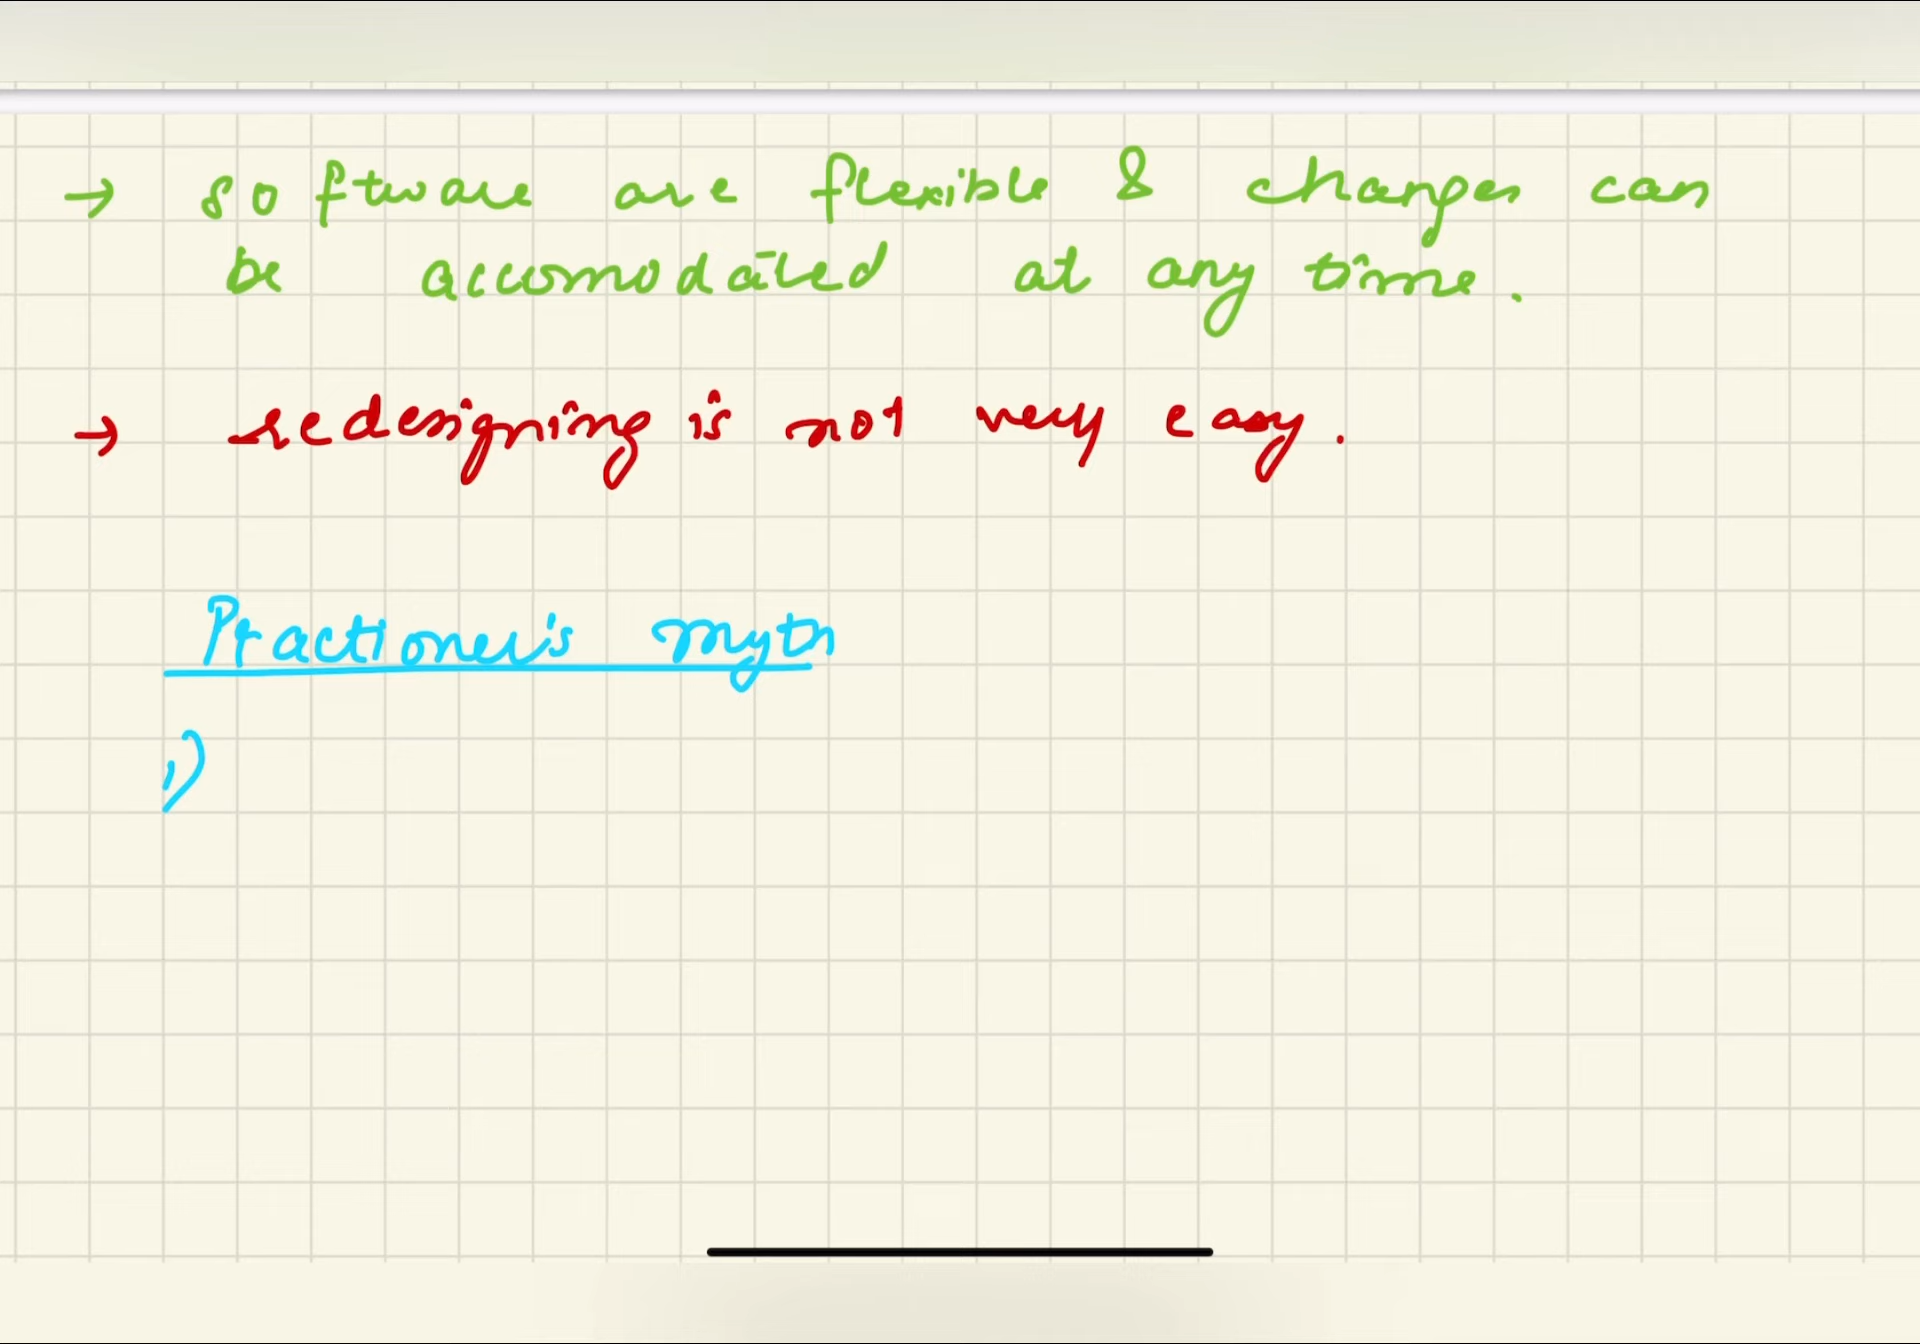 → software are flexible & changes can
be accomodated at any time.
→ redesigning is not very easy.
Practioner's myth
1)